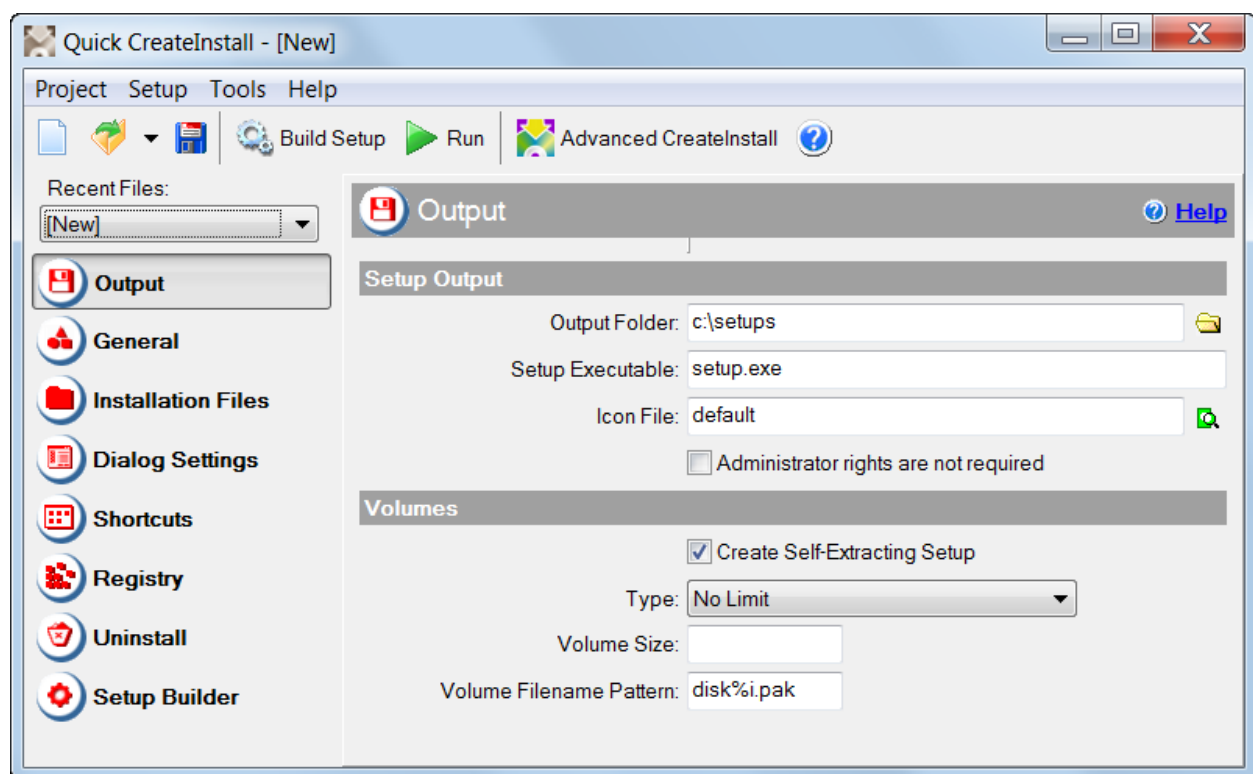 Quick CreateInstall - [New]
Project Setup Tools Help
Build Setup Run Advanced CreateInstall
Recent Files:
[New]
Output
General
Installation Files
Dialog Settings
Shortcuts
Registry
Uninstall
Setup Builder
Output Help
Setup Output
Output Folder: c:\setups
Setup Executable: setup.exe
Icon File: default
Administrator rights are not required
Volumes
Create Self-Extracting Setup
Type: No Limit
Volume Size:
Volume Filename Pattern: disk%i.pak